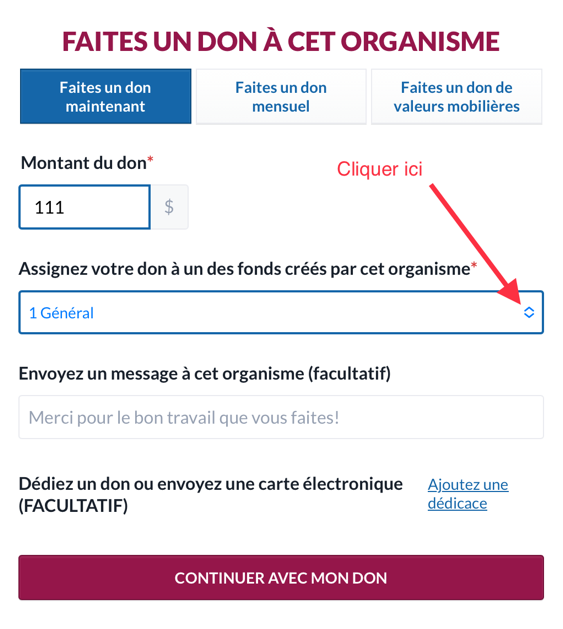 FAITES UN DON À CET ORGANISME
Faites un don
maintenant
Faites un don
mensuel
Faites un don de
valeurs mobilières
Montant du don*
Cliquer ici
111
$
Assignez votre don à un des fonds créés par cet organisme*
1 Général
Envoyez un message à cet organisme (facultatif)
Merci pour le bon travail que vous faites!
Dédiez un don ou envoyez une carte électronique
(FACULTATIF)
Ajoutez une
dédicace
CONTINUER AVEC MON DON